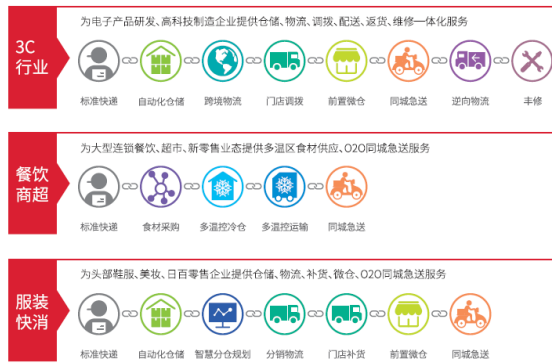 3C
行业
为电子产品研发、高科技制造企业提供仓储、物流、调拨、配送、返货、维修一体化服务
标准快递 自动化仓储 跨境物流 门店调拨 前置微仓 同城急送 逆向物流 丰修
餐饮
商超
为大型连锁餐饮、超市、新零售业态提供多温区食材供应、O2O同城急送服务
标准快递 食材采购 多温控冷仓 多温控运输 同城急送
服装
快消
为头部鞋服、美妆、日百零售企业提供仓储、物流、补货、微仓、O2O同城急送服务
标准快递 自动化仓储 智慧分仓规划 分销物流 门店补货 前置微仓 同城急送